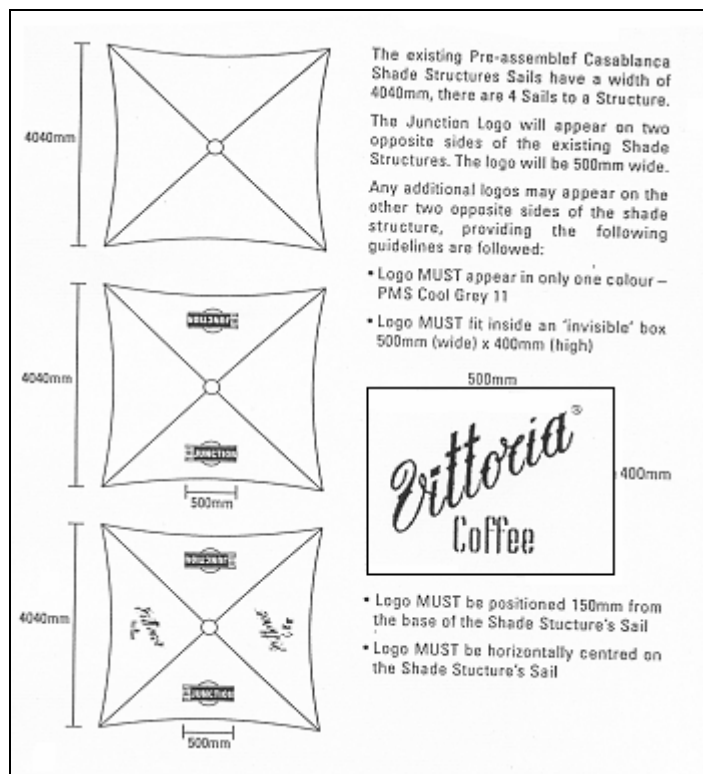 The existing Pre-assemblef Casablanca
Shade Structures Sails have a width of
4040mm, there are 4 Sails to a Structure.
The Junction Logo will appear on two
opposite sides of the existing Shade
Structures. The logo will be 500mm wide.
Any additional logos may appear on the
other two opposite sides of the shade
structure, providing the following
guidelines are followed:
• Logo MUST appear in only one colour –
PMS Cool Grey 11
• Logo MUST fit inside an 'invisible' box
500mm (wide) x 400mm (high)
500mm
Vittoria®
Coffee
400mm
• Logo MUST be positioned 150mm from
the base of the Shade Stucture's Sail
• Logo MUST be horizontally centred on
the Shade Stucture's Sail
4040mm
4040mm
JUNCTION
JUNCTION
500mm
4040mm
JUNCTION
JUNCTION
500mm